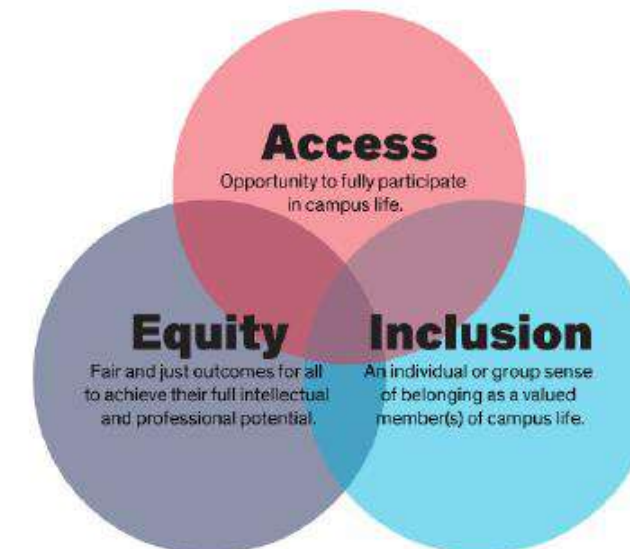 Access
Opportunity to fully participate
in campus life.
Equity
Fair and just outcomes for all
to achieve their full intellectual
and professional potential.
Inclusion
An individual or group sense
of belonging as a valued
member(s) of campus life.